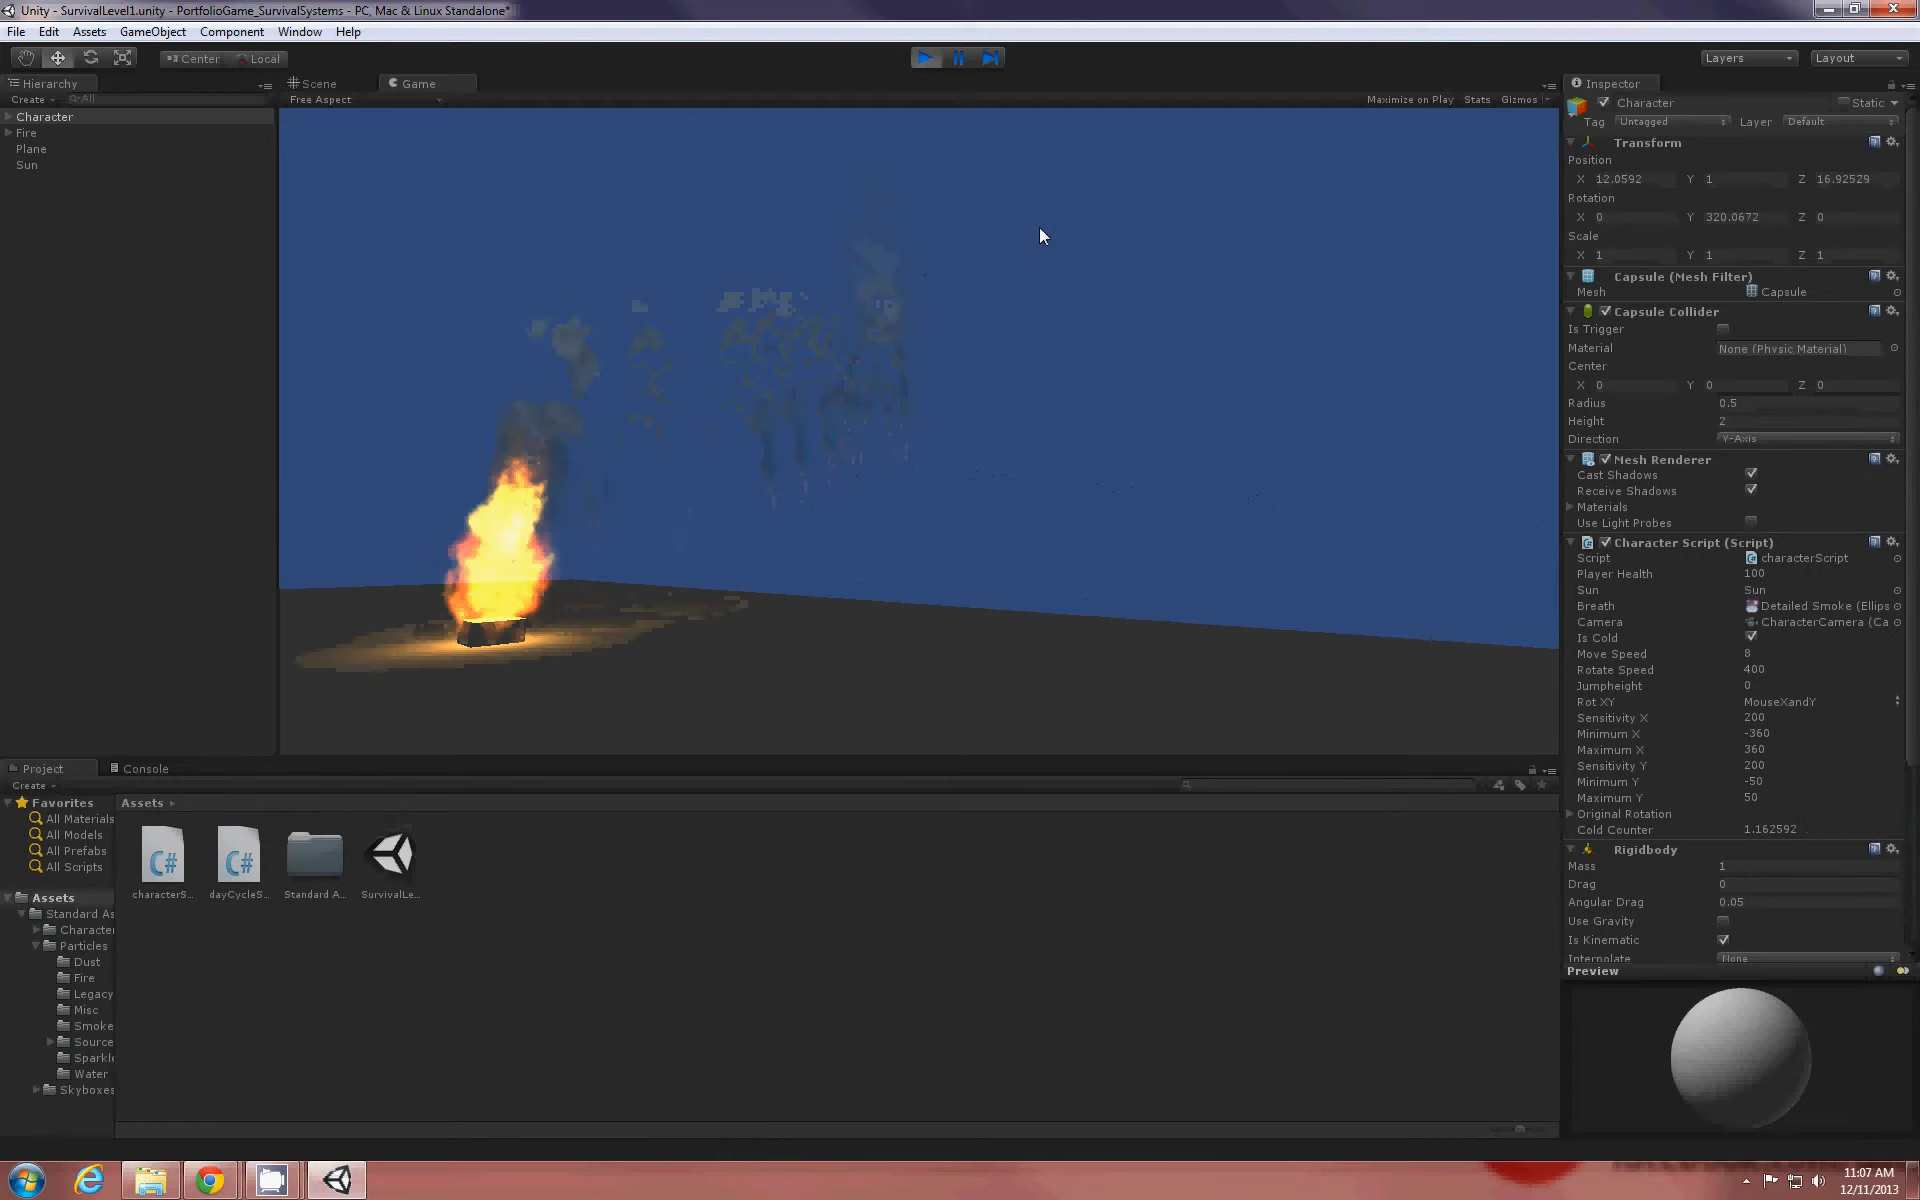 Unity - SurvivalLevel1.unity - PortfolioGame_SurvivalSystems - PC, Mac & Linux Standalone*
File Edit Assets GameObject Component Window Help
Center Local
Layers Layout
Hierarchy
Create All
Character
Fire
Plane
Sun
Scene Game
Free Aspect
Maximize on Play Stats Gizmos
Inspector
Character Static
Tag Untagged Layer Default
Transform
Position
X 12.0592 Y 1 Z 16.92529
Rotation
X 0 Y 320.0672 Z 0
Scale
X 1 Y 1 Z 1
Capsule (Mesh Filter)
Mesh Capsule
Capsule Collider
Is Trigger
Material None (Physic Material)
Center
X 0 Y 0 Z 0
Radius 0.5
Height 2
Direction Y-Axis
Mesh Renderer
Cast Shadows
Receive Shadows
Materials
Use Light Probes
Character Script (Script)
Script characterScript
Player Health 100
Sun Sun
Breath Detailed Smoke (Ellips
Camera CharacterCamera (Ca
Is Cold
Move Speed 8
Rotate Speed 400
Jumpheight 0
Rot XY MouseXandY
Sensitivity X 200
Minimum X -360
Maximum X 360
Sensitivity Y 200
Minimum Y -50
Maximum Y 50
Original Rotation
Cold Counter 1.162592
Rigidbody
Mass 1
Drag 0
Angular Drag 0.05
Use Gravity
Is Kinematic
Interpolate None
Preview
Project Console
Create
Favorites
All Materials
All Models
All Prefabs
All Scripts
Assets
Standard As
Character
Particles
Dust
Fire
Legacy
Misc
Smoke
Source
Sparkle
Water
Skyboxes
Assets
characterS... dayCycleS... Standard A... SurvivalLe...
11:07 AM
12/11/2013